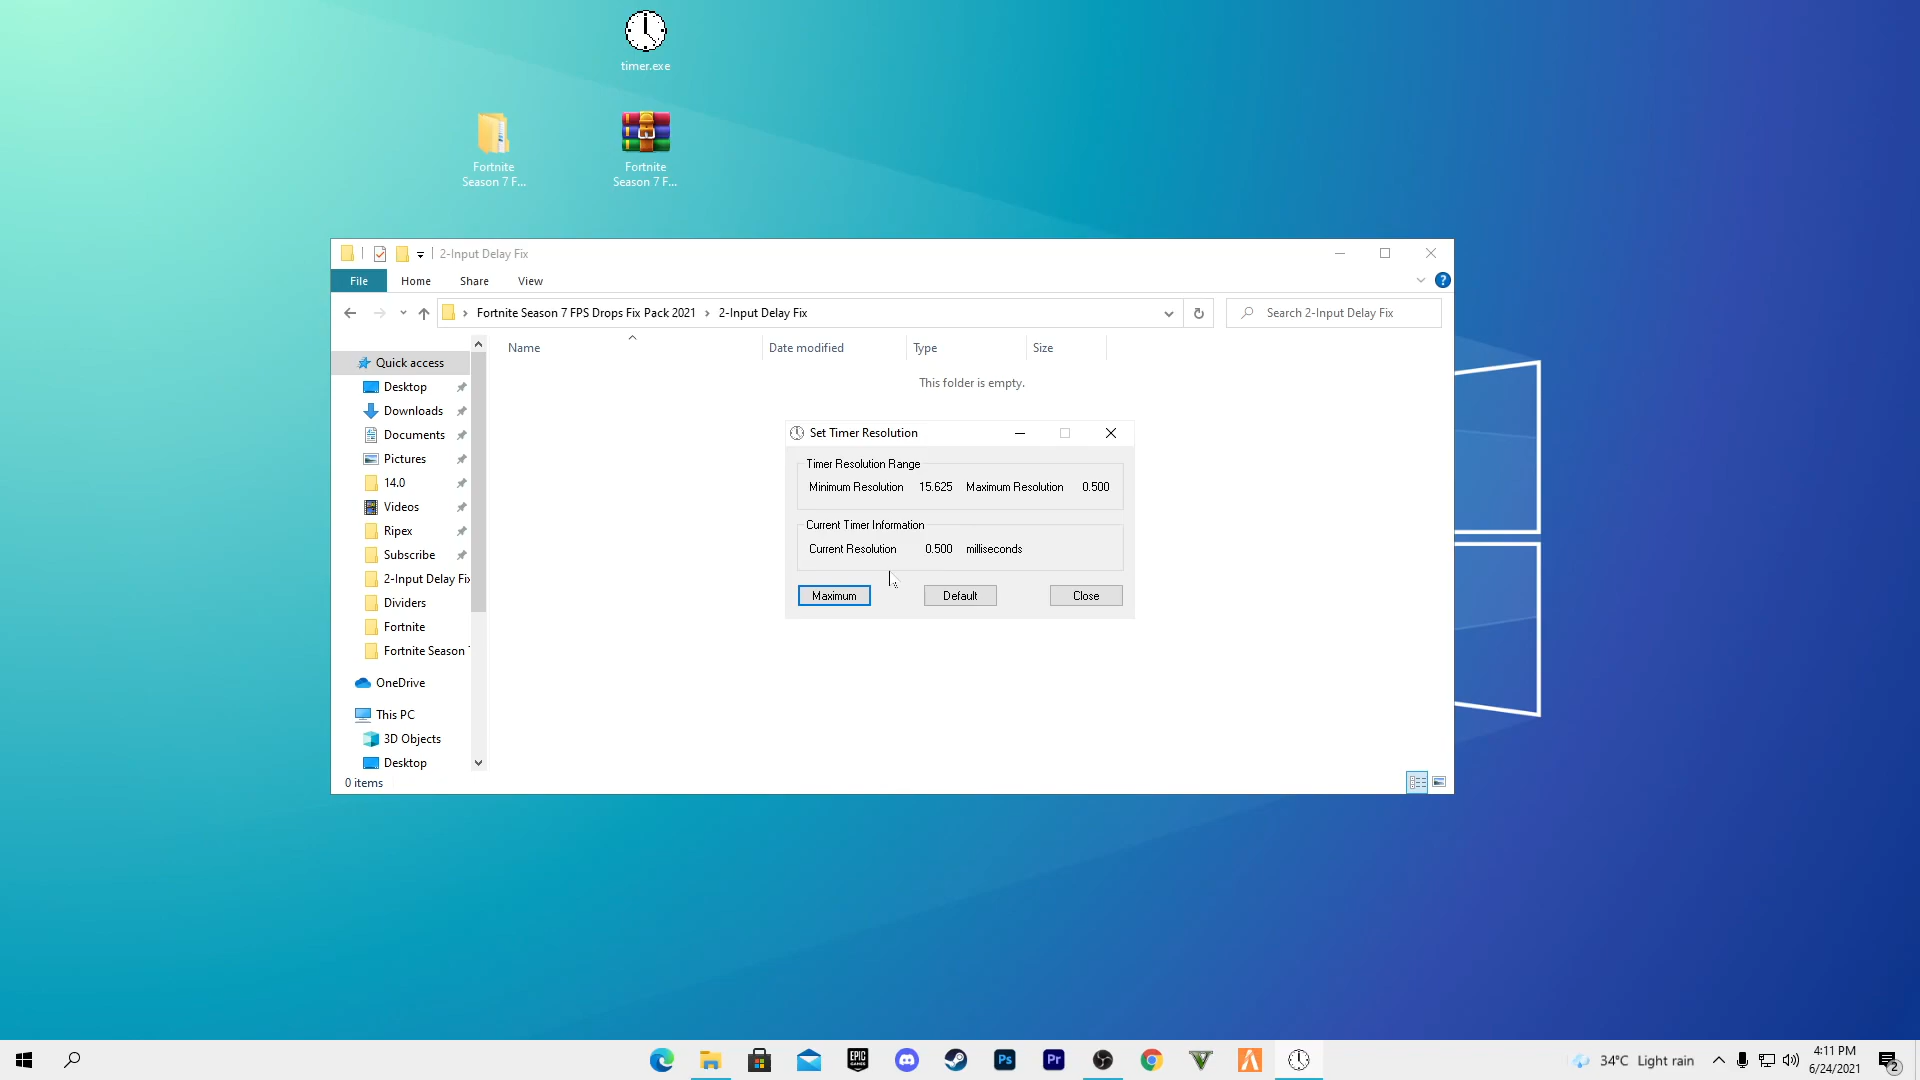 timer.exe
Fortnite
Season 7 F...
Fortnite
Season 7 F...
2-Input Delay Fix
File Home Share View
Fortnite Season 7 FPS Drops Fix Pack 2021 › 2-Input Delay Fix
Search 2-Input Delay Fix
Name Date modified Type Size
This folder is empty.
Quick access
Desktop
Downloads
Documents
Pictures
14.0
Videos
Ripex
Subscribe
2-Input Delay Fix
Dividers
Fortnite
Fortnite Season
OneDrive
This PC
3D Objects
Desktop
0 items
Set Timer Resolution
Timer Resolution Range
Minimum Resolution 15.625 Maximum Resolution 0.500
Current Timer Information
Current Resolution 0.500 milliseconds
Maximum Default Close
EPIC
GAMES
Ps
Pr
34°C Light rain
4:11 PM
6/24/2021
2